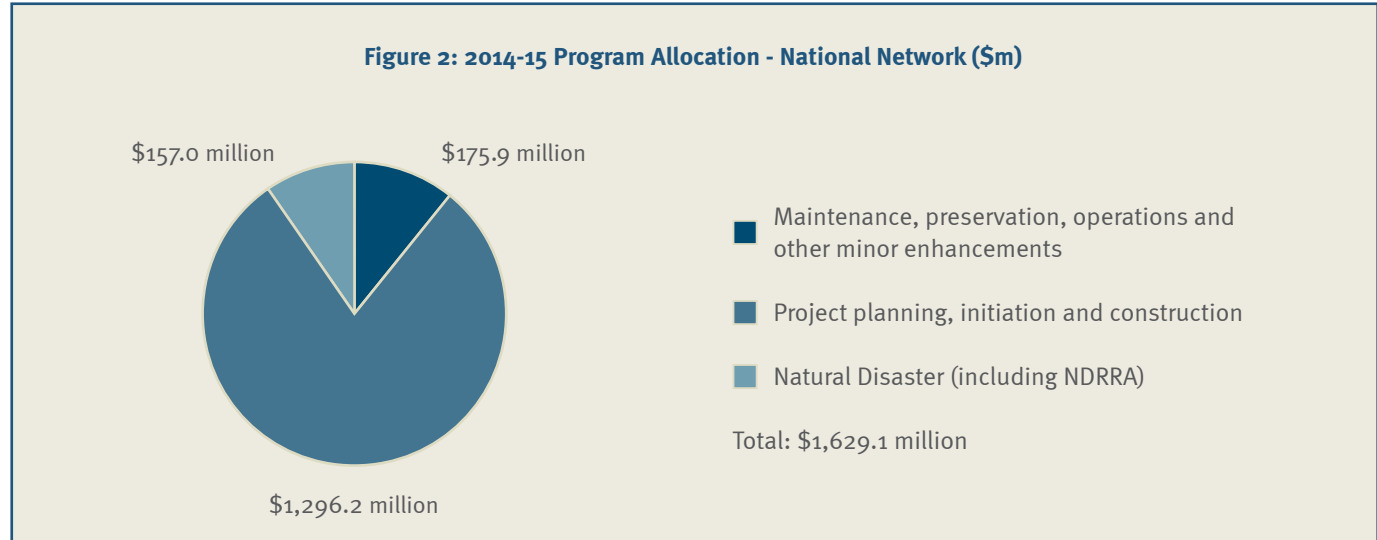 Figure 2: 2014-15 Program Allocation - National Network ($m)
$157.0 million
$175.9 million
Maintenance, preservation, operations and
other minor enhancements
Project planning, initiation and construction
Natural Disaster (including NDRRA)
Total: $1,629.1 million
$1,296.2 million